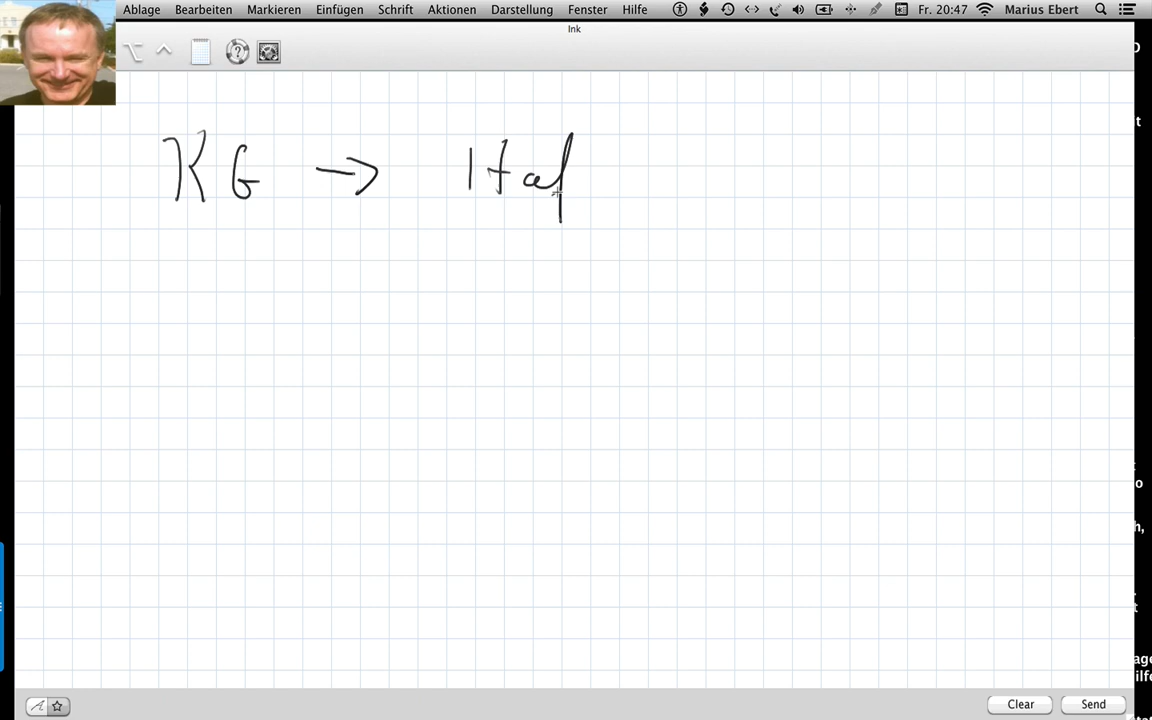 Ablage Bearbeiten Markieren Einfügen Schrift Aktionen Darstellung Fenster Hilfe Fr. 20:47 Marius Ebert
Ink
KG → Haf
Clear Send